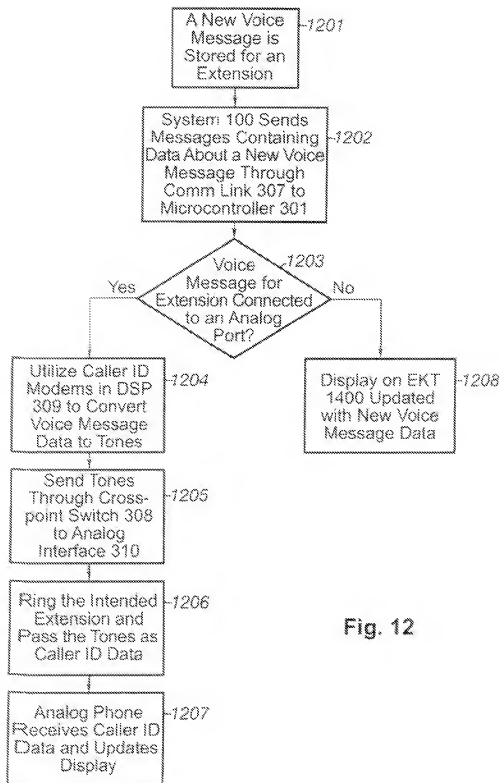 1201
A New Voice
Message is
Stored for an
Extension
1202
System 100 Sends
Messages Containing
Data About a New Voice
Message Through
Comm Link 307 to
Microcontroller 301
1203
Voice
Message for
Extension Connected
to an Analog
Port?
Yes
No
1204
Utilize Caller ID
Modems in DSP
309 to Convert
Voice Message
Data to Tones
1208
Display on EKT
1400 Updated
with New Voice
Message Data
1205
Send Tones
Through Cross-
point Switch 308
to Analog
Interface 310
1206
Ring the Intended
Extension and
Pass the Tones as
Caller ID Data
1207
Analog Phone
Receives Caller ID
Data and Updates
Display
Fig. 12